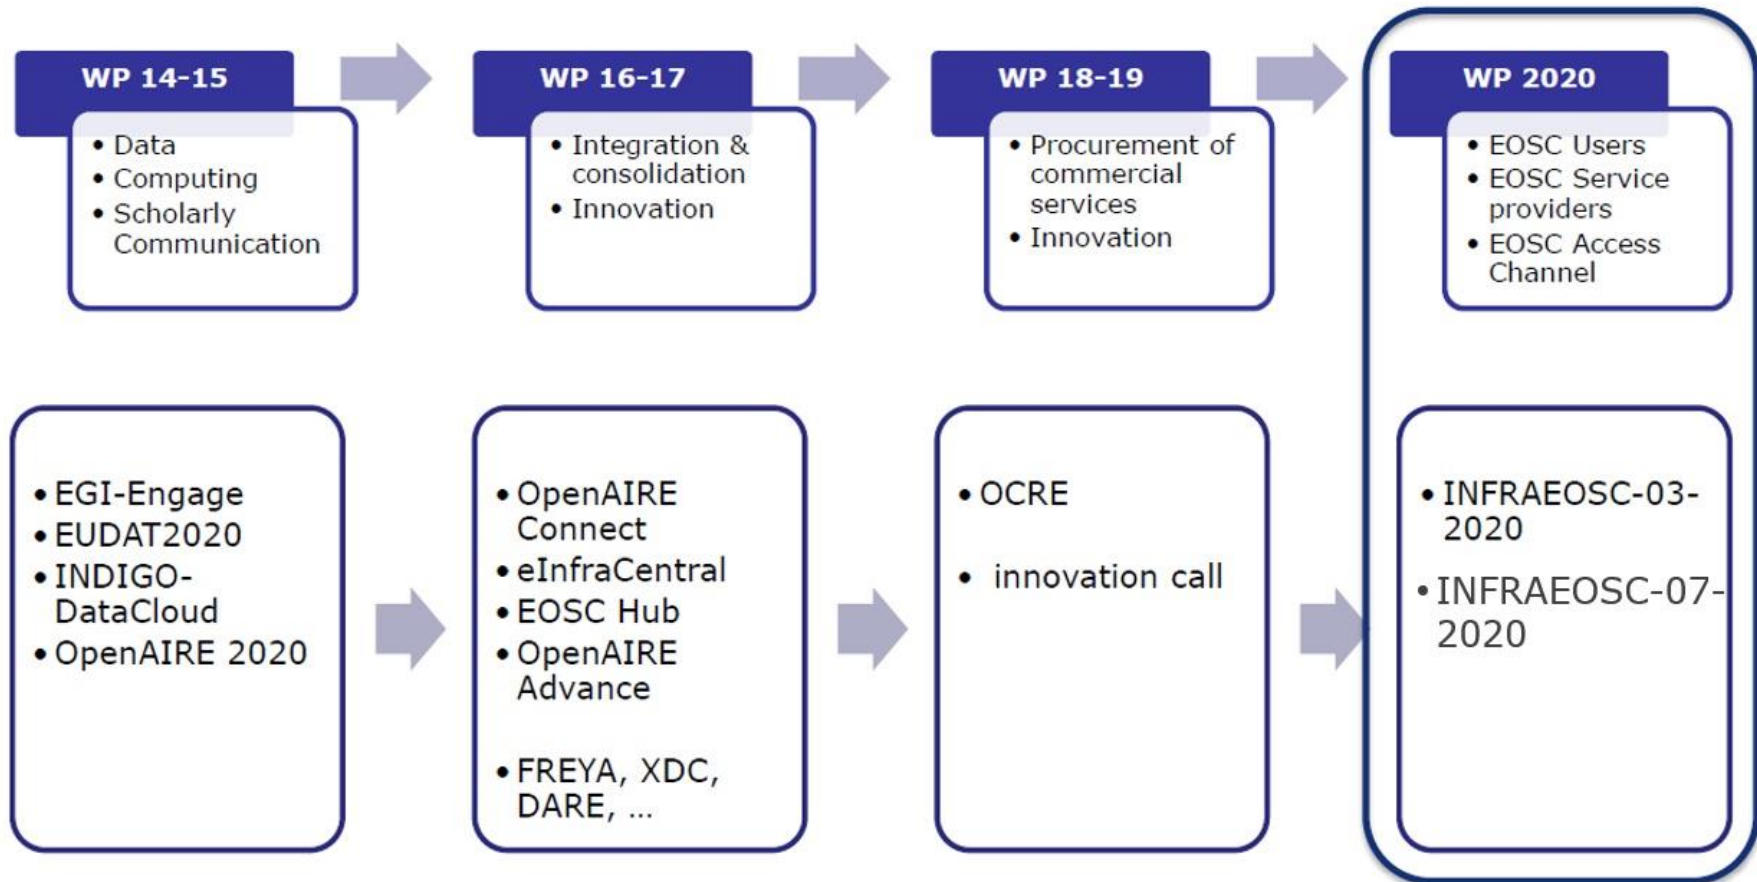 WP 14-15
• Data
• Computing
• Scholarly
Communication
WP 16-17
• Integration &
consolidation
• Innovation
WP 18-19
• Procurement of
commercial
services
• Innovation
WP 2020
• EOSC Users
• EOSC Service
providers
• EOSC Access
Channel
• EGI-Engage
• EUDAT2020
• INDIGO-
DataCloud
• OpenAIRE 2020
• OpenAIRE
Connect
• eInfraCentral
• EOSC Hub
• OpenAIRE
Advance
• FREYA, XDC,
DARE, ...
• OCRE
• innovation call
• INFRAEOSC-03-
2020
• INFRAEOSC-07-
2020